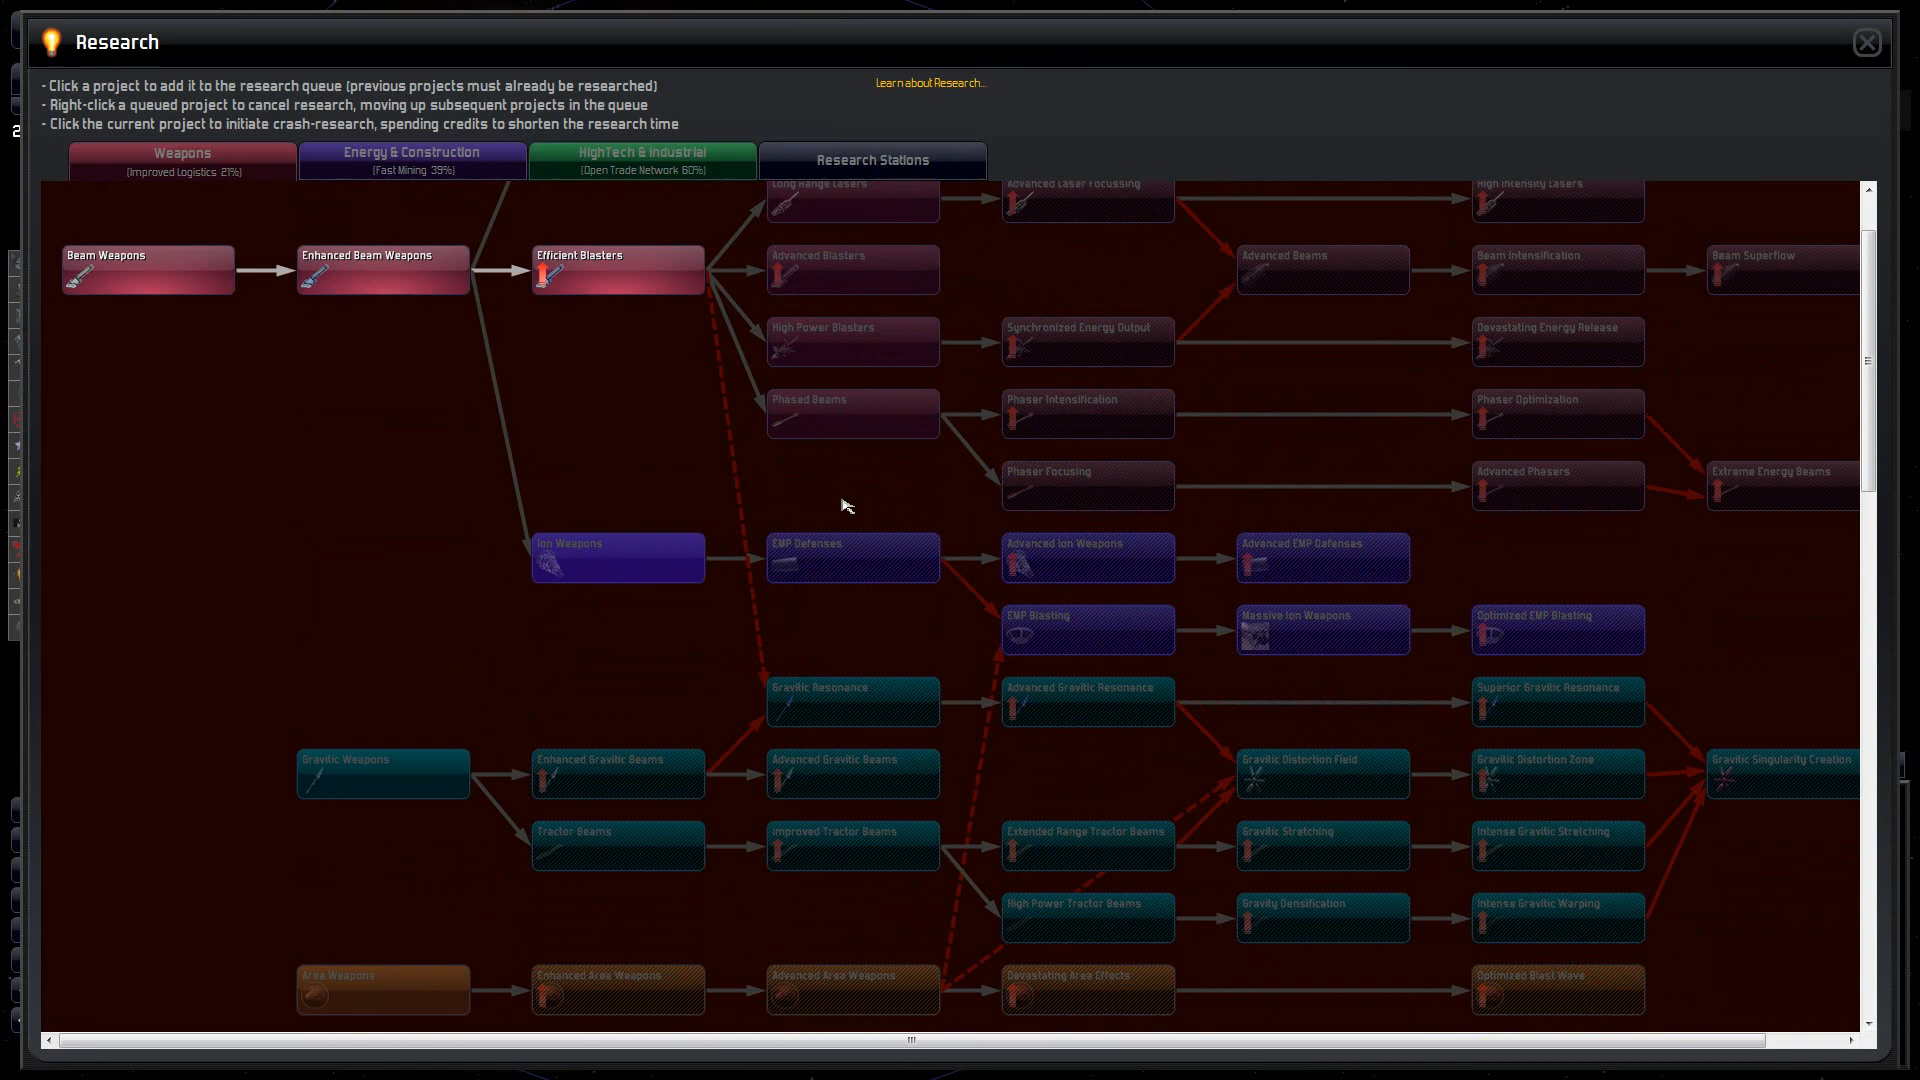 Research
- Click a project to add it to the research queue (previous projects must already be researched)
Learn about Research...
- Right-click a queued project to cancel research, moving up subsequent projects in the queue
- Click the current project to initiate crash-research, spending credits to shorten the research time
Weapons
(Improved Logistics 21%)
Energy & Construction
(Fast Mining 39%)
HighTech & Industrial
(Open Trade Network 60%)
Research Stations
Long Range Lasers
Advanced Laser Focussing
High Intensity Lasers
Beam Weapons
Enhanced Beam Weapons
Efficient Blasters
Advanced Blasters
Advanced Beams
Beam Intensification
Beam Superflow
High Power Blasters
Synchronized Energy Output
Devastating Energy Release
Phased Beams
Phaser Intensification
Phaser Optimization
Phaser Focusing
Advanced Phasers
Extreme Energy Beams
Ion Weapons
EMP Defenses
Advanced Ion Weapons
Advanced EMP Defenses
EMP Blasting
Massive Ion Weapons
Optimized EMP Blasting
Gravitic Resonance
Advanced Gravitic Resonance
Superior Gravitic Resonance
Gravitic Weapons
Enhanced Gravitic Beams
Advanced Gravitic Beams
Gravitic Distortion Field
Gravitic Distortion Zone
Gravitic Singularity Creation
Tractor Beams
Improved Tractor Beams
Extended Range Tractor Beams
Gravitic Stretching
Intense Gravitic Stretching
High Power Tractor Beams
Gravity Densification
Intense Gravitic Warping
Area Weapons
Enhanced Area Weapons
Advanced Area Weapons
Devastating Area Effects
Optimized Blast Wave